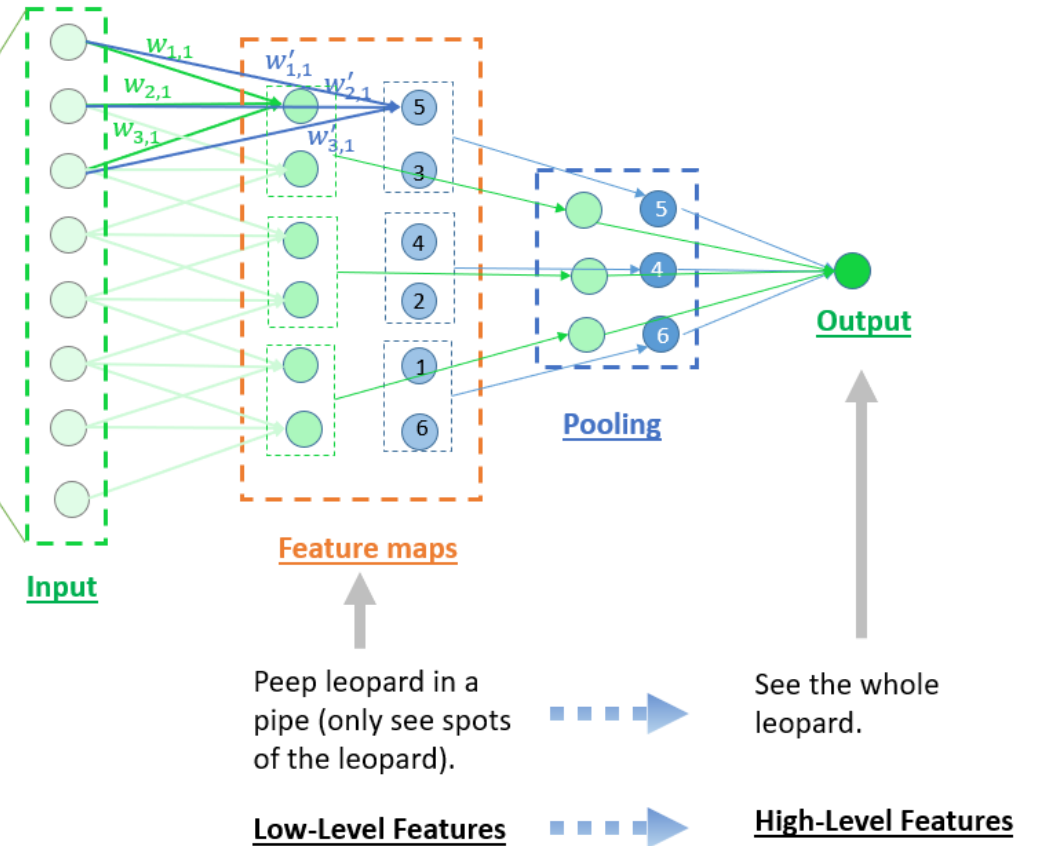 w₁,₁
w₂,₁
w₃,₁
w′₁,₁
w′₂,₁
w′₃,₁
5
3
4
2
1
6
5
4
6
Output
Pooling
Feature maps
Input
Peep leopard in a
pipe (only see spots
of the leopard).
See the whole
leopard.
Low-Level Features
High-Level Features